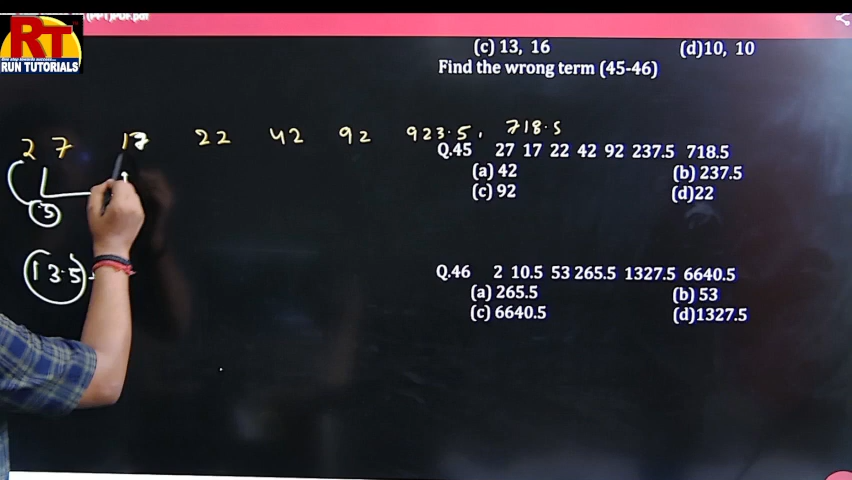 (PPT)PDF.pdf
RT
RUN TUTORIALS
(c) 13, 16
(d)10, 10
Find the wrong term (45-46)
27 17 22 42 92 923.5, 718.5
Q.45 27 17 22 42 92 237.5 718.5
(a) 42
(b) 237.5
(c) 92
(d)22
.5
13.5
Q.46 2 10.5 53 265.5 1327.5 6640.5
(a) 265.5
(b) 53
(c) 6640.5
(d)1327.5